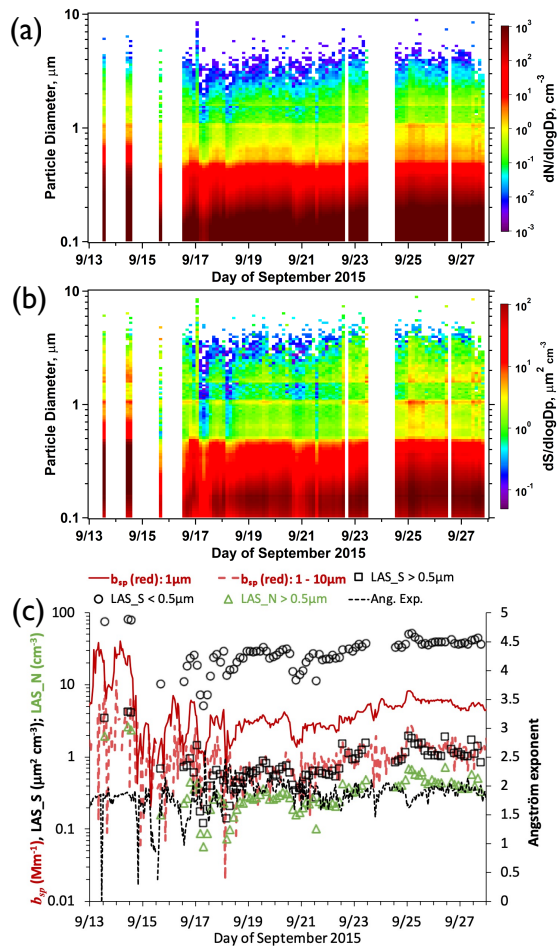 (a)
10
1
0.1
Particle Diameter, μm
9/13 9/15 9/17 9/19 9/21 9/23 9/25 9/27
Day of September 2015
10³
10²
10¹
10⁰
10⁻¹
10⁻²
10⁻³
dN/dlogDp, cm⁻³
(b)
10
1
0.1
Particle Diameter, μm
9/13 9/15 9/17 9/19 9/21 9/23 9/25 9/27
Day of September 2015
10²
10¹
10⁰
10⁻¹
dS/dlogDp, μm² cm⁻³
b_sp (red): 1μm b_sp (red): 1 - 10μm LAS_S > 0.5μm
LAS_S < 0.5μm LAS_N > 0.5μm Ang. Exp.
(c)
100
10
1
0.1
0.01
b_sp (Mm⁻¹), LAS_S (μm² cm⁻³); LAS_N (cm⁻³)
5
4.5
4
3.5
3
2.5
2
1.5
1
0.5
0
Angström exponent
9/13 9/15 9/17 9/19 9/21 9/23 9/25 9/27
Day of September 2015